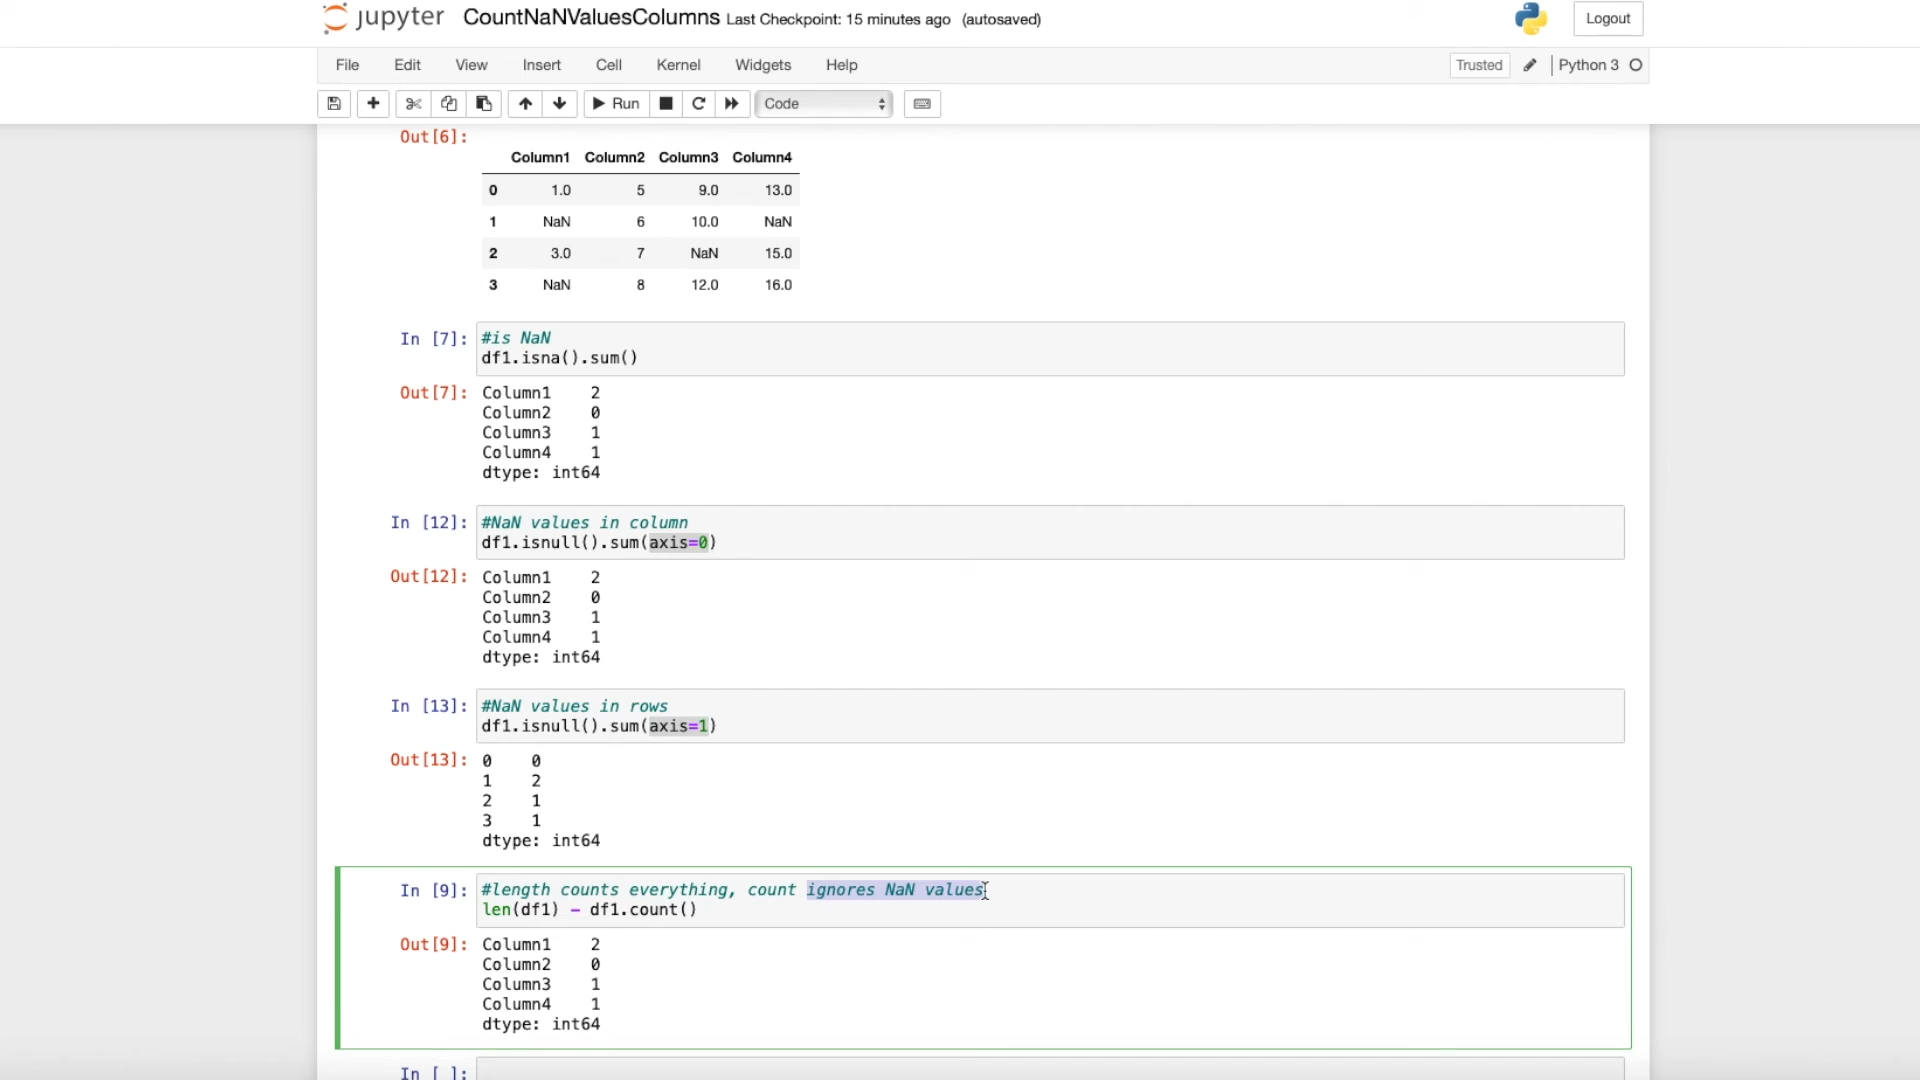 jupyter CountNaNValuesColumns Last Checkpoint: 15 minutes ago (autosaved) Logout
File Edit View Insert Cell Kernel Widgets Help Trusted Python 3
Run Code
Out[6]:
Column1 Column2 Column3 Column4
0 1.0 5 9.0 13.0
1 NaN 6 10.0 NaN
2 3.0 7 NaN 15.0
3 NaN 8 12.0 16.0
In [7]: #is NaN
df1.isna().sum()
Out[7]: Column1 2
Column2 0
Column3 1
Column4 1
dtype: int64
In [12]: #NaN values in column
df1.isnull().sum(axis=0)
Out[12]: Column1 2
Column2 0
Column3 1
Column4 1
dtype: int64
In [13]: #NaN values in rows
df1.isnull().sum(axis=1)
Out[13]: 0 0
1 2
2 1
3 1
dtype: int64
In [9]: #length counts everything, count ignores NaN values
len(df1) - df1.count()
Out[9]: Column1 2
Column2 0
Column3 1
Column4 1
dtype: int64
In [ ]: